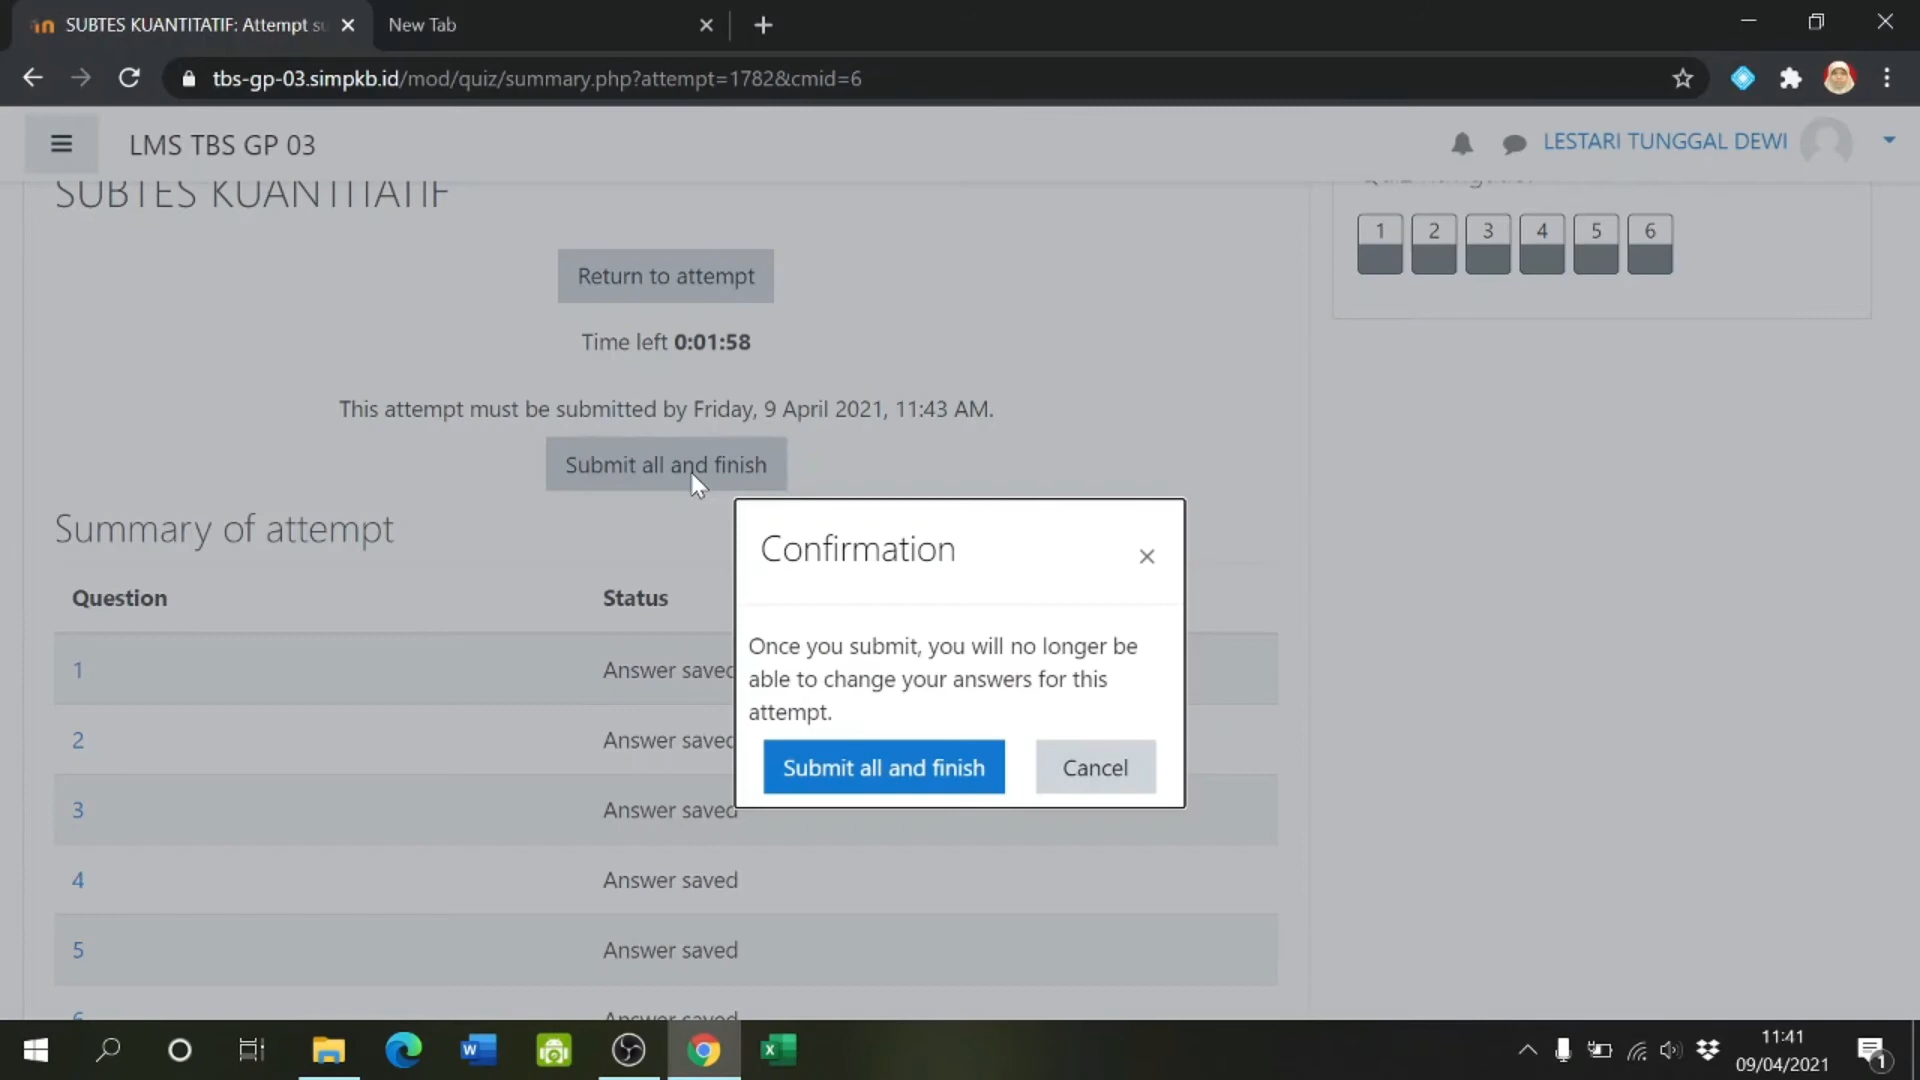 SUBTES KUANTITATIF: Attempt su
New Tab
tbs-gp-03.simpkb.id/mod/quiz/summary.php?attempt=1782&cmid=6
LMS TBS GP 03
LESTARI TUNGGAL DEWI
SUBTES KUANTITATIF
1 2 3 4 5 6
Return to attempt
Time left 0:01:58
This attempt must be submitted by Friday, 9 April 2021, 11:43 AM.
Submit all and finish
Summary of attempt
Question Status
1 Answer saved
2 Answer saved
3 Answer saved
4 Answer saved
5 Answer saved
6 Answer saved
Confirmation
Once you submit, you will no longer be
able to change your answers for this
attempt.
Submit all and finish
Cancel
11:41
09/04/2021
1